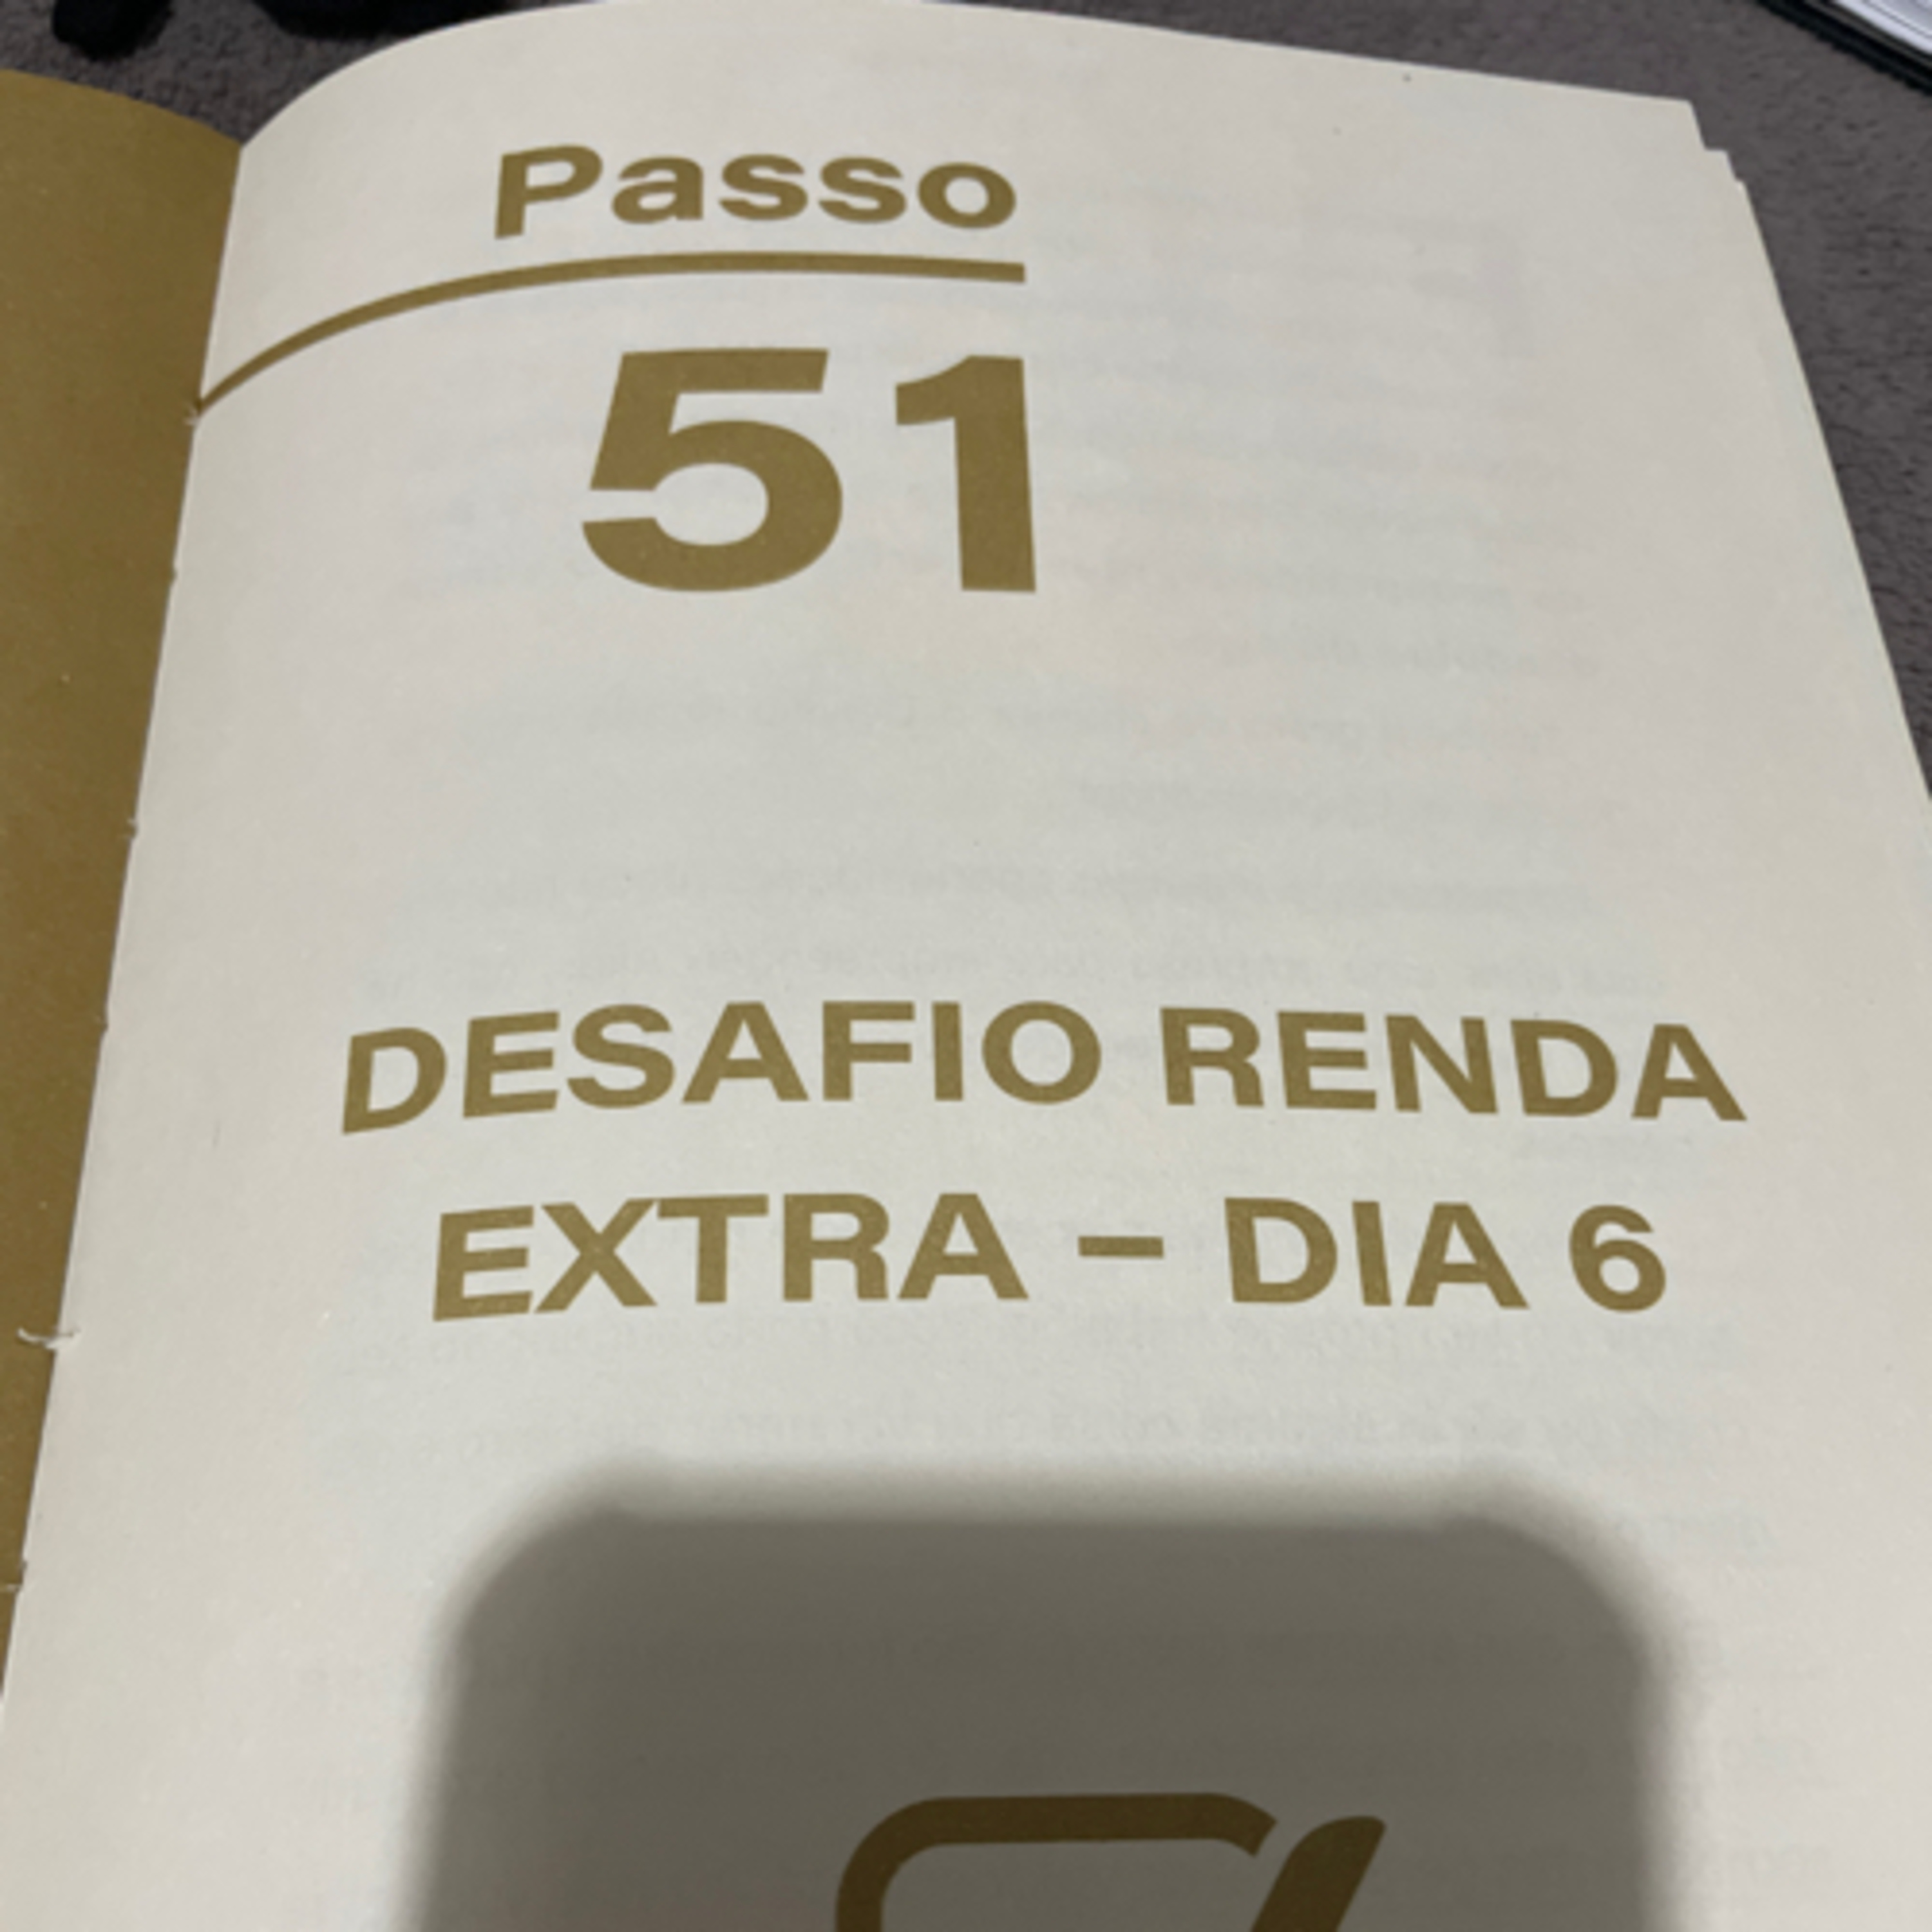 Passo
51
DESAFIO RENDA
EXTRA – DIA 6